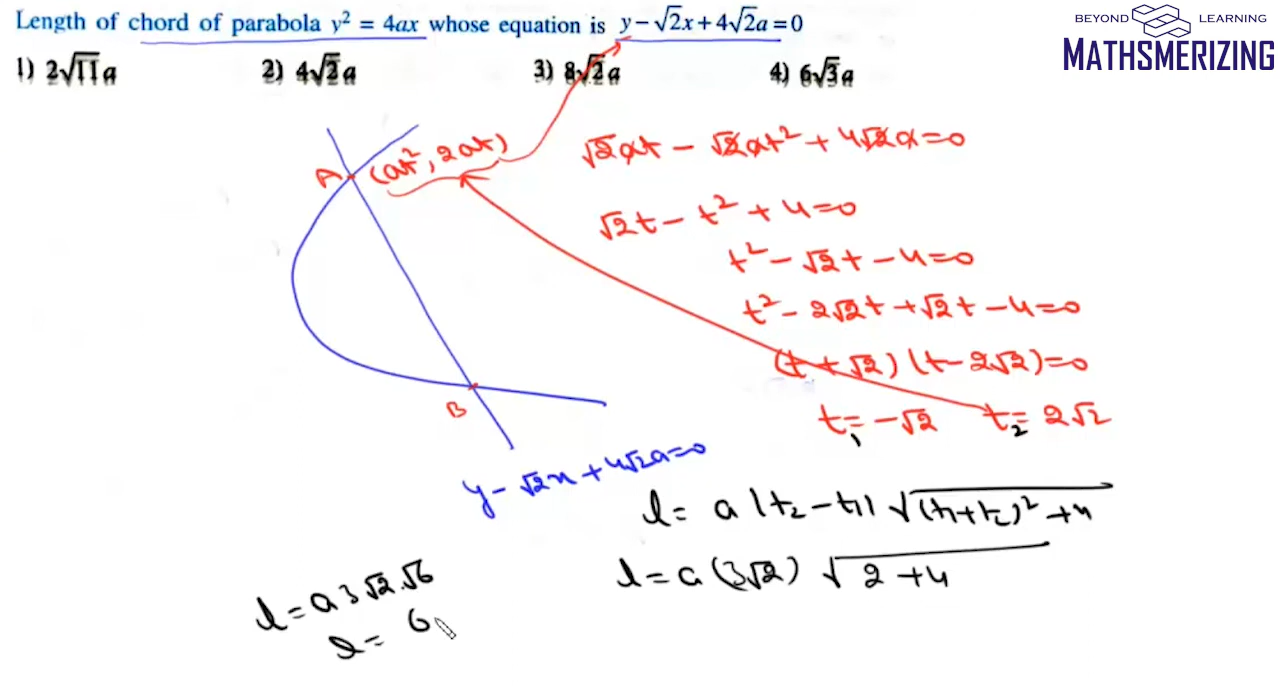 Length of chord of parabola y² = 4ax whose equation is y − √2x + 4√2a = 0
BEYOND LEARNING
MATHSMERIZING
1) 2√11a 2) 4√2a 3) 8√2a 4) 6√3a
A (at², 2at)
√2at − √2at² + 4√2a = 0
√2t − t² + 4 = 0
t² − √2t − 4 = 0
t² − 2√2t + √2t − 4 = 0
(t + √2) (t − 2√2) = 0
B
t₁ = −√2 t₂ = 2√2
y − √2x + 4√2a = 0
l = a |t₂ − t₁| √(t₁+t₂)² + 4
l = a (3√2) √2 + 4
l = a 3√2.√6
l = 6